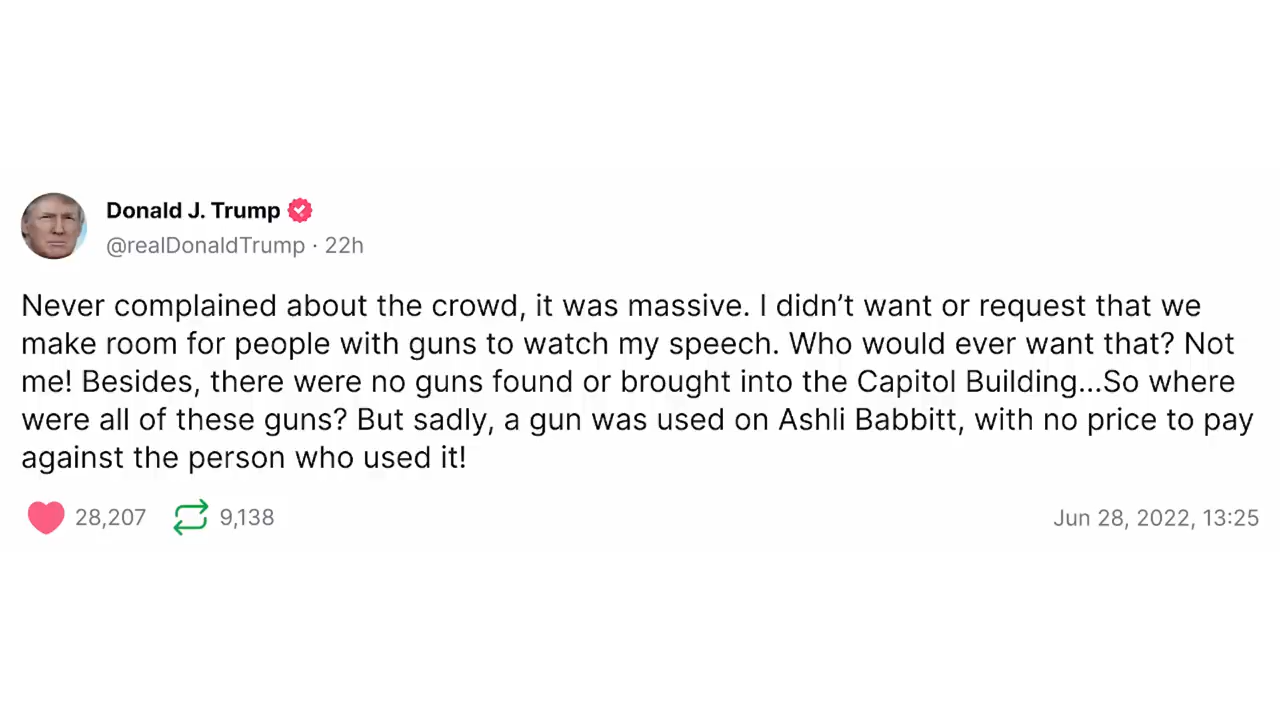 Donald J. Trump
@realDonaldTrump · 22h
Never complained about the crowd, it was massive. I didn’t want or request that we
make room for people with guns to watch my speech. Who would ever want that? Not
me! Besides, there were no guns found or brought into the Capitol Building...So where
were all of these guns? But sadly, a gun was used on Ashli Babbitt, with no price to pay
against the person who used it!
28,207 9,138 Jun 28, 2022, 13:25